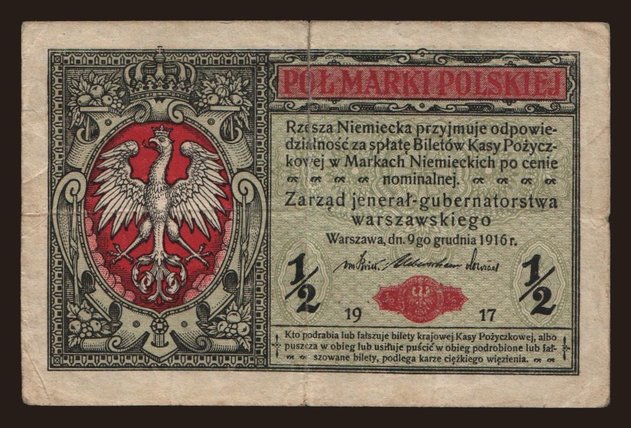 PÓŁ MARKI POLSKIEJ
Rzesza Niemiecka przyjmuje odpowie-
dzialność za spłatę Biletów Kasy Pożycz-
kowej w Markach Niemieckich po cenie
nominalnej.
Zarząd jenerał-gubernatorstwa
warszawskiego
Warszawa, dn. 9go grudnia 1916 r.
1/2 1/2
19 17
Kto podrabia lub fałszuje bilety krajowej Kasy Pożyczkowej, albo
puszcza w obieg lub usiłuje puścić w obieg podrobione lub fał-
szowane bilety, podlega karze ciężkiego więzienia.